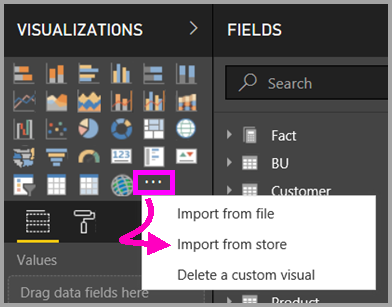 VISUALIZATIONS
FIELDS
Search
123
Fact
BU
Customer
Import from file
Import from store
Delete a custom visual
Product
Values
Drag data fields here